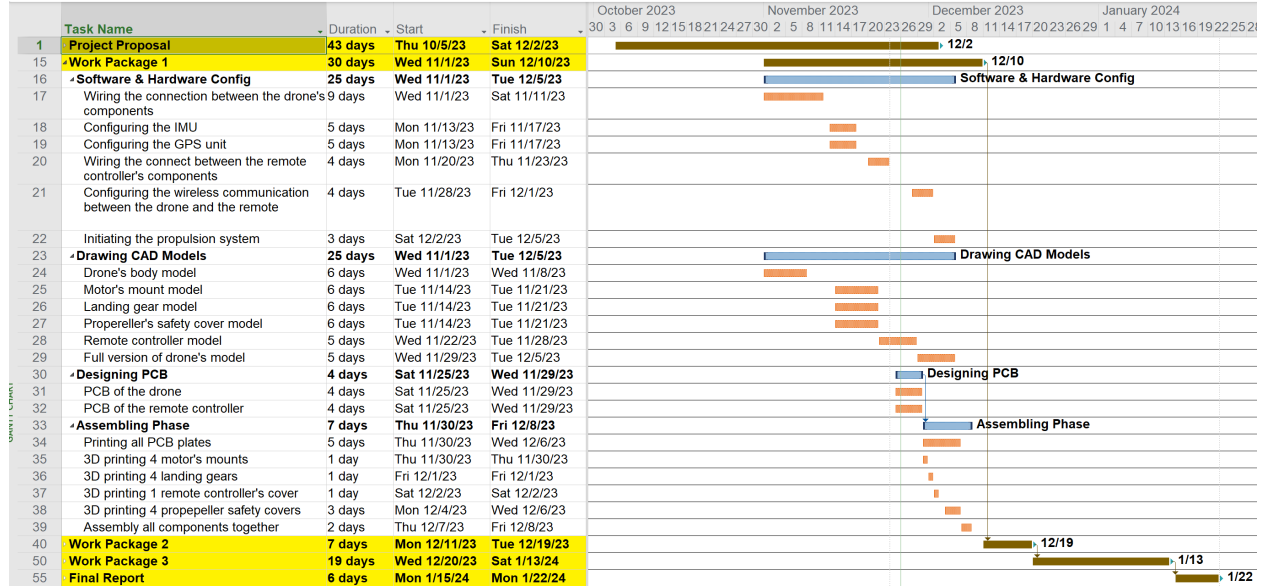 October 2023 November 2023 December 2023 January 2024
Task Name Duration Start Finish 30 3 6 9 12 15 18 21 24 27 30 2 5 8 11 14 17 20 23 26 29 2 5 8 11 14 17 20 23 26 29 1 4 7 10 13 16 19 22 25 28
1 Project Proposal 43 days Thu 10/5/23 Sat 12/2/23 12/2
15 Work Package 1 30 days Wed 11/1/23 Sun 12/10/23 12/10
16 Software & Hardware Config 25 days Wed 11/1/23 Tue 12/5/23 Software & Hardware Config
17 Wiring the connection between the drone's 9 days Wed 11/1/23 Sat 11/11/23
components
18 Configuring the IMU 5 days Mon 11/13/23 Fri 11/17/23
19 Configuring the GPS unit 5 days Mon 11/13/23 Fri 11/17/23
20 Wiring the connect between the remote 4 days Mon 11/20/23 Thu 11/23/23
controller's components
21 Configuring the wireless communication 4 days Tue 11/28/23 Fri 12/1/23
between the drone and the remote
22 Initiating the propulsion system 3 days Sat 12/2/23 Tue 12/5/23
23 Drawing CAD Models 25 days Wed 11/1/23 Tue 12/5/23 Drawing CAD Models
24 Drone's body model 6 days Wed 11/1/23 Wed 11/8/23
25 Motor's mount model 6 days Tue 11/14/23 Tue 11/21/23
26 Landing gear model 6 days Tue 11/14/23 Tue 11/21/23
27 Propereller's safety cover model 6 days Tue 11/14/23 Tue 11/21/23
28 Remote controller model 5 days Wed 11/22/23 Tue 11/28/23
29 Full version of drone's model 5 days Wed 11/29/23 Tue 12/5/23
30 Designing PCB 4 days Sat 11/25/23 Wed 11/29/23 Designing PCB
31 PCB of the drone 4 days Sat 11/25/23 Wed 11/29/23
32 PCB of the remote controller 4 days Sat 11/25/23 Wed 11/29/23
33 Assembling Phase 7 days Thu 11/30/23 Fri 12/8/23 Assembling Phase
34 Printing all PCB plates 5 days Thu 11/30/23 Wed 12/6/23
35 3D printing 4 motor's mounts 1 day Thu 11/30/23 Thu 11/30/23
36 3D printing 4 landing gears 1 day Fri 12/1/23 Fri 12/1/23
37 3D printing 1 remote controller's cover 1 day Sat 12/2/23 Sat 12/2/23
38 3D printing 4 propepeller safety covers 3 days Mon 12/4/23 Wed 12/6/23
39 Assembly all components together 2 days Thu 12/7/23 Fri 12/8/23
40 Work Package 2 7 days Mon 12/11/23 Tue 12/19/23 12/19
50 Work Package 3 19 days Wed 12/20/23 Sat 1/13/24 1/13
55 Final Report 6 days Mon 1/15/24 Mon 1/22/24 1/22